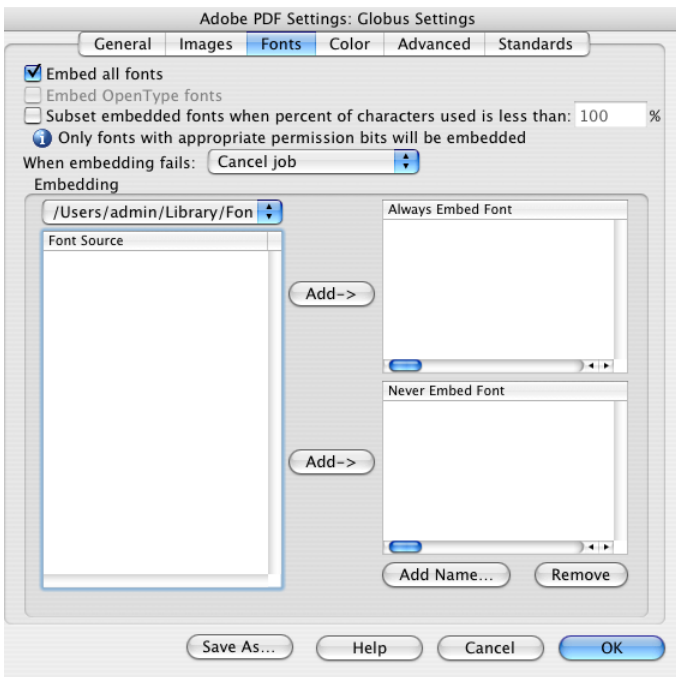 Adobe PDF Settings: Globus Settings
General Images Fonts Color Advanced Standards
Embed all fonts
Embed OpenType fonts
Subset embedded fonts when percent of characters used is less than: 100 %
Only fonts with appropriate permission bits will be embedded
When embedding fails: Cancel job
Embedding
/Users/admin/Library/Fon
Always Embed Font
Font Source
Add->
Never Embed Font
Add->
Add Name... Remove
Save As... Help Cancel OK